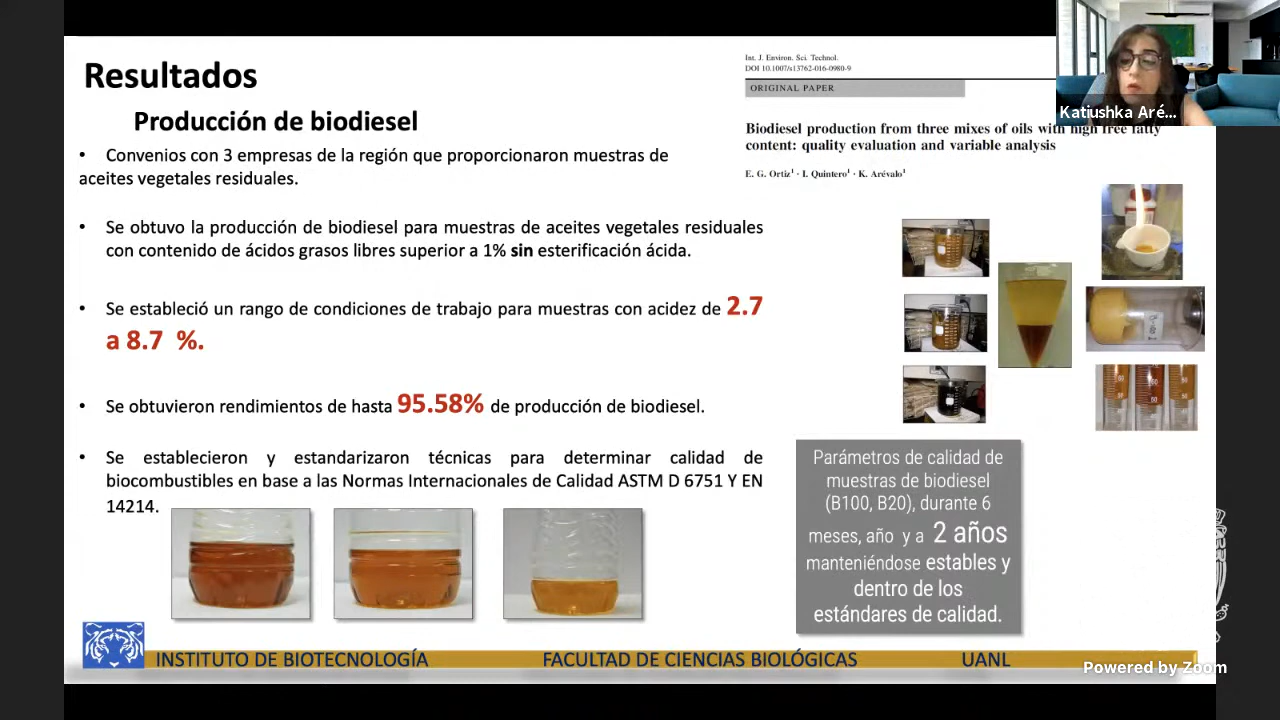 Resultados
Producción de biodiesel
• Convenios con 3 empresas de la región que proporcionaron muestras de
aceites vegetales residuales.
• Se obtuvo la producción de biodiesel para muestras de aceites vegetales residuales
con contenido de ácidos grasos libres superior a 1% sin esterificación ácida.
• Se estableció un rango de condiciones de trabajo para muestras con acidez de 2.7
a 8.7 %.
• Se obtuvieron rendimientos de hasta 95.58% de producción de biodiesel.
• Se establecieron y estandarizaron técnicas para determinar calidad de
biocombustibles en base a las Normas Internacionales de Calidad ASTM D 6751 Y EN
14214.
Int. J. Environ. Sci. Technol.
DOI 10.1007/s13762-016-0980-9
ORIGINAL PAPER
Biodiesel production from three mixes of oils with high free fatty
content: quality evaluation and variable analysis
E. G. Ortiz1 · I. Quintero1 · K. Arévalo1
Katiushka Aré...
Parámetros de calidad de
muestras de biodiesel
(B100, B20), durante 6
meses, año y a 2 años
manteniéndose estables y
dentro de los
estándares de calidad.
INSTITUTO DE BIOTECNOLOGÍA FACULTAD DE CIENCIAS BIOLÓGICAS UANL
Powered by Zoom